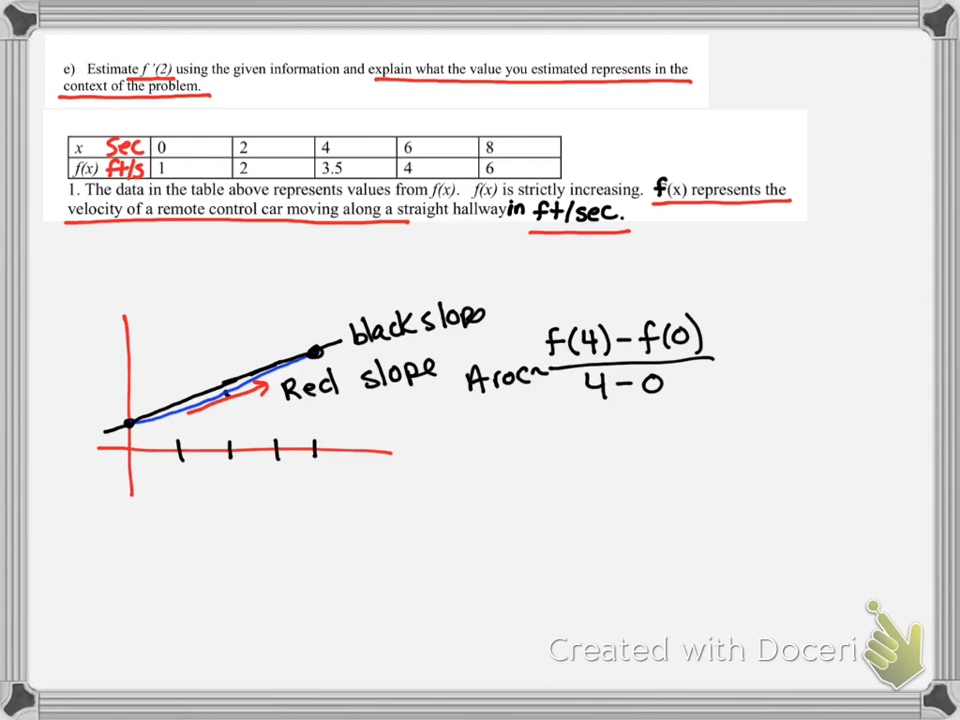 e) Estimate f '(2) using the given information and explain what the value you estimated represents in the
context of the problem.
x sec 0 2 4 6 8
f(x) ft/s 1 2 3.5 4 6
1. The data in the table above represents values from f(x). f(x) is strictly increasing. f(x) represents the
velocity of a remote control car moving along a straight hallway in ft/sec.
black slope
Red slope
Aroc~ f(4) - f(0)
4 - 0
Created with Doceri